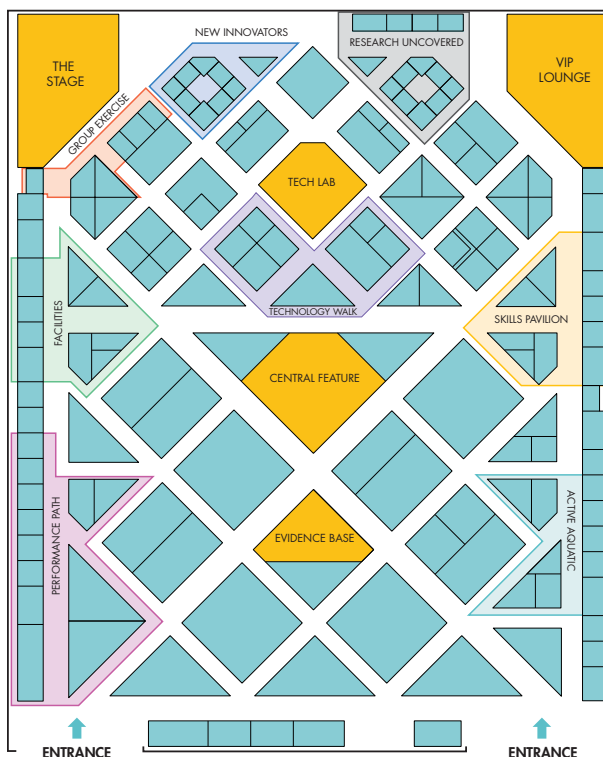 NEW INNOVATORS
RESEARCH UNCOVERED
THE
STAGE
VIP
LOUNGE
GROUP EXERCISE
TECH LAB
TECHNOLOGY WALK
FACILITIES
SKILLS PAVILION
CENTRAL FEATURE
PERFORMANCE PATH
ACTIVE AQUATIC
EVIDENCE BASE
ENTRANCE
ENTRANCE